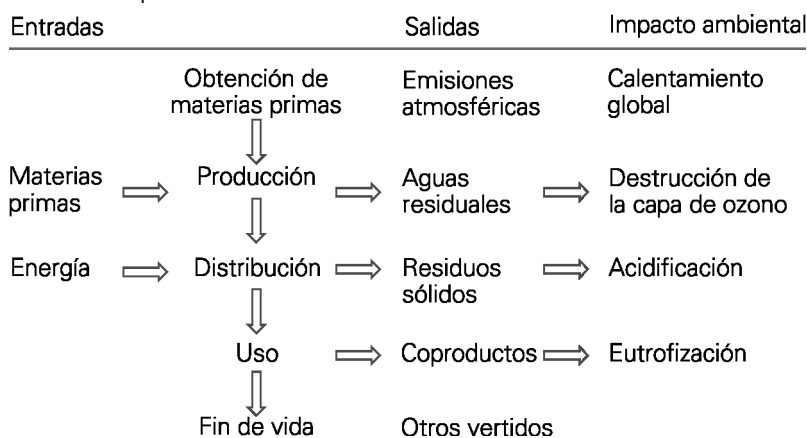 Entradas Salidas Impacto ambiental
Obtención de Emisiones Calentamiento
materias primas atmosféricas global
Materias Producción Aguas Destrucción de
primas residuales la capa de ozono
Energía Distribución Residuos Acidificación
sólidos
Uso Coproductos Eutrofización
Fin de vida Otros vertidos